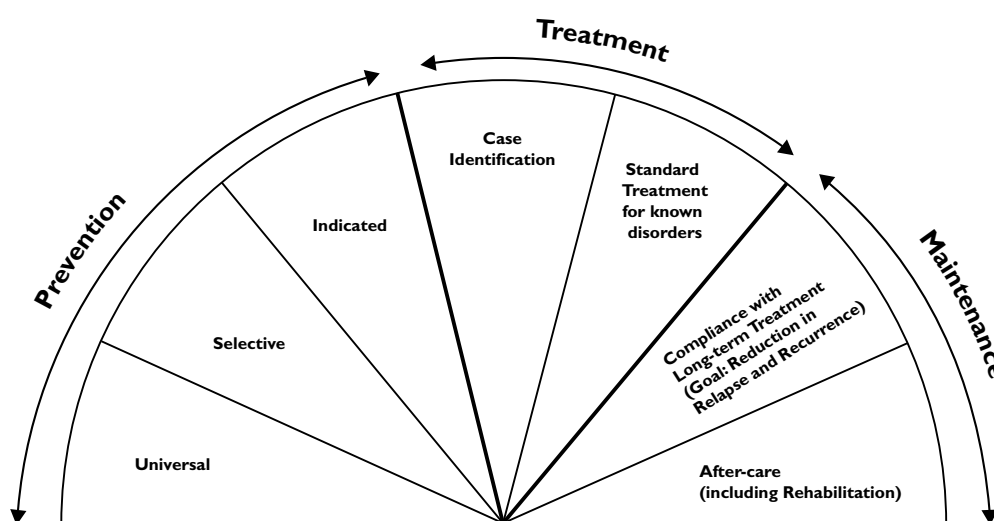 Treatment
Prevention
Maintenance
Case
Identification
Standard
Treatment
for known
disorders
Indicated
Selective
Universal
Compliance with
Long-term Treatment
(Goal: Reduction in
Relapse and Recurrence)
After-care
(including Rehabilitation)